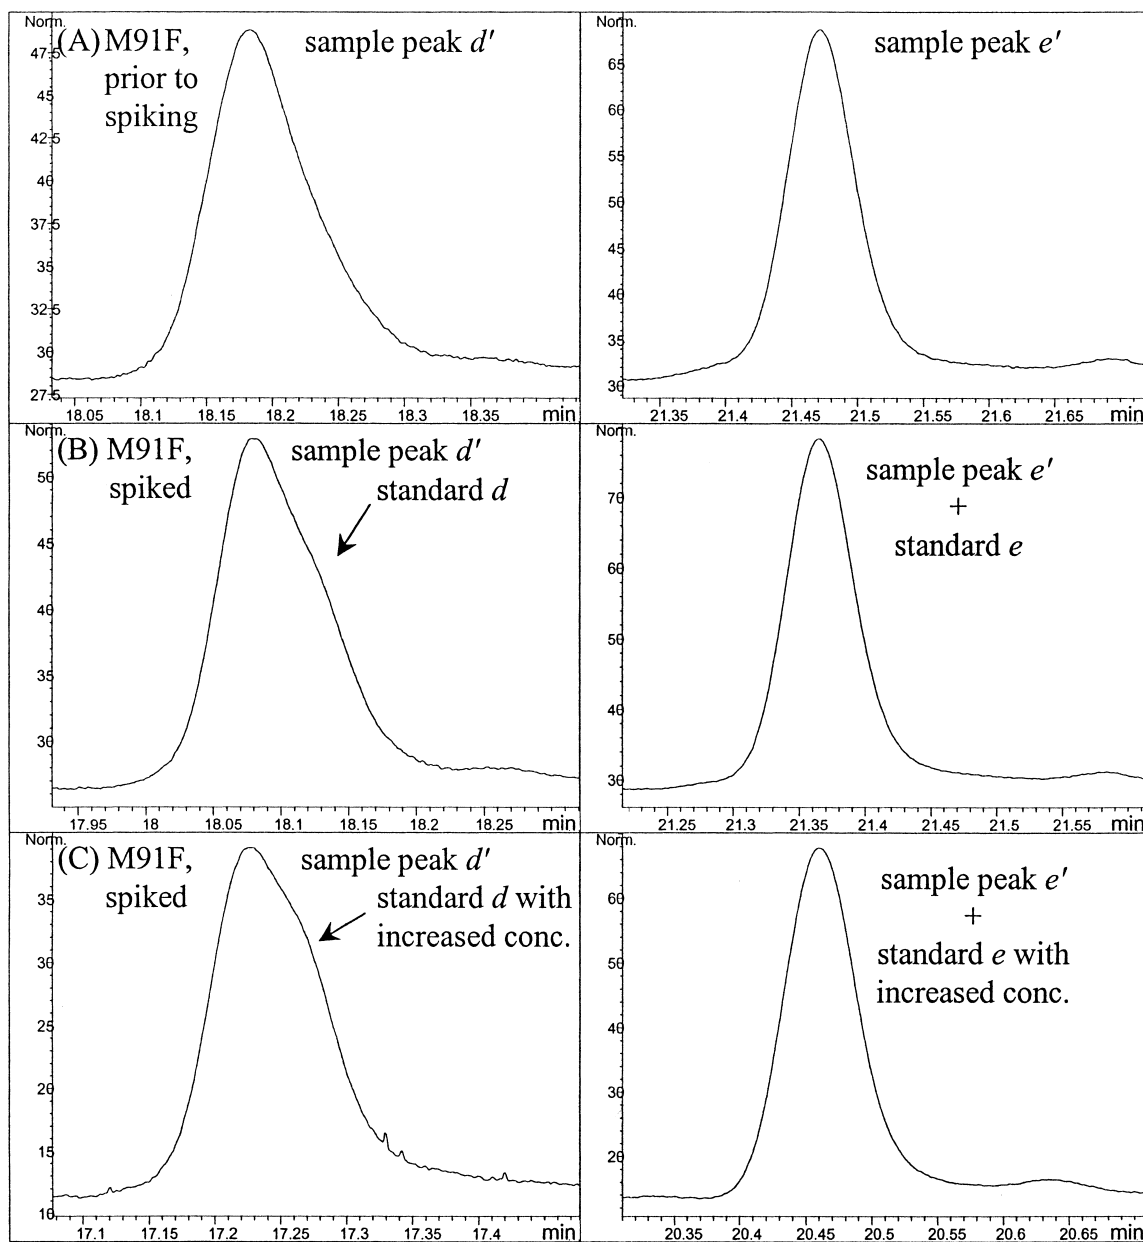 Norm.
(A) M91F,
prior to
spiking
sample peak d′
47.5
45
42.5
40
37.5
35
32.5
30
27.5
18.05 18.1 18.15 18.2 18.25 18.3 18.35 min
Norm.
sample peak e′
65
60
55
50
45
40
35
30
21.35 21.4 21.45 21.5 21.55 21.6 21.65 min
Norm.
(B) M91F,
spiked
sample peak d′
standard d
50
45
40
35
30
17.95 18 18.05 18.1 18.15 18.2 18.25 min
Norm.
sample peak e′
+
standard e
70
60
50
40
30
21.25 21.3 21.35 21.4 21.45 21.5 21.55 min
Norm.
(C) M91F,
spiked
sample peak d′
standard d with
increased conc.
35
30
25
20
15
10
17.1 17.15 17.2 17.25 17.3 17.35 17.4 min
Norm.
sample peak e′
+
standard e with
increased conc.
60
50
40
30
20
20.35 20.4 20.45 20.5 20.55 20.6 20.65 min